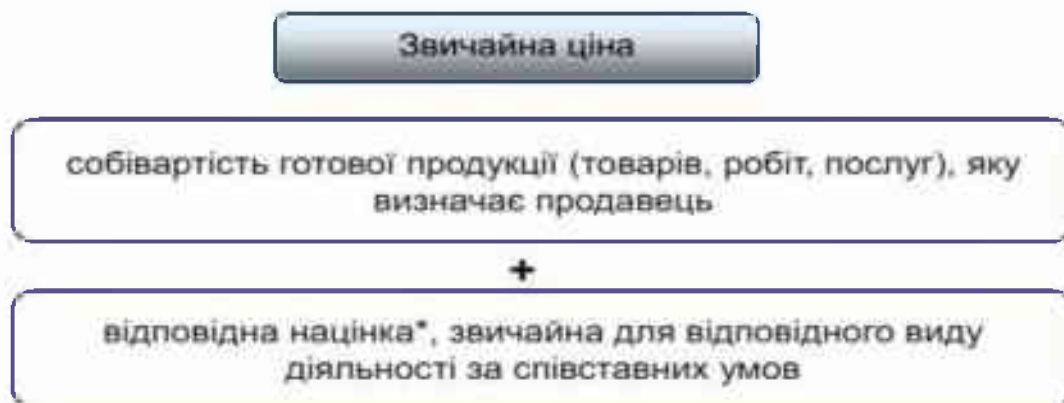 Звичайна ціна
собівартість готової продукції (товарів, робіт, послуг), яку
визначає продавець
+
відповідна націнка*, звичайна для відповідного виду
діяльності за співставних умов